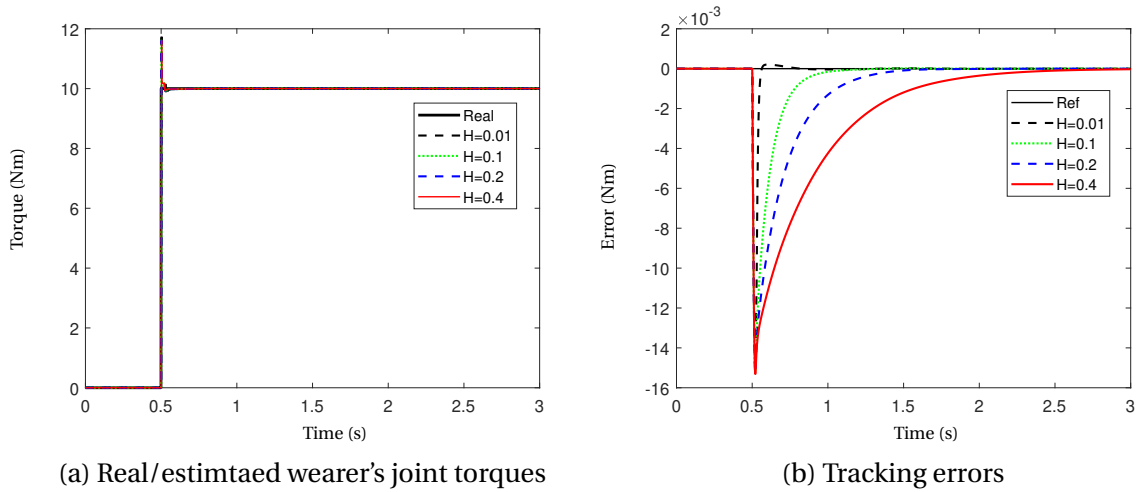 12
10
8
6
4
2
0
Torque (Nm)
Real
H=0.01
H=0.1
H=0.2
H=0.4
0 0.5 1 1.5 2 2.5 3
Time (s)
(a) Real/estimtaed wearer's joint torques
×10⁻³
2
0
-2
-4
-6
-8
-10
-12
-14
-16
Error (Nm)
Ref
H=0.01
H=0.1
H=0.2
H=0.4
0 0.5 1 1.5 2 2.5 3
Time (s)
(b) Tracking errors